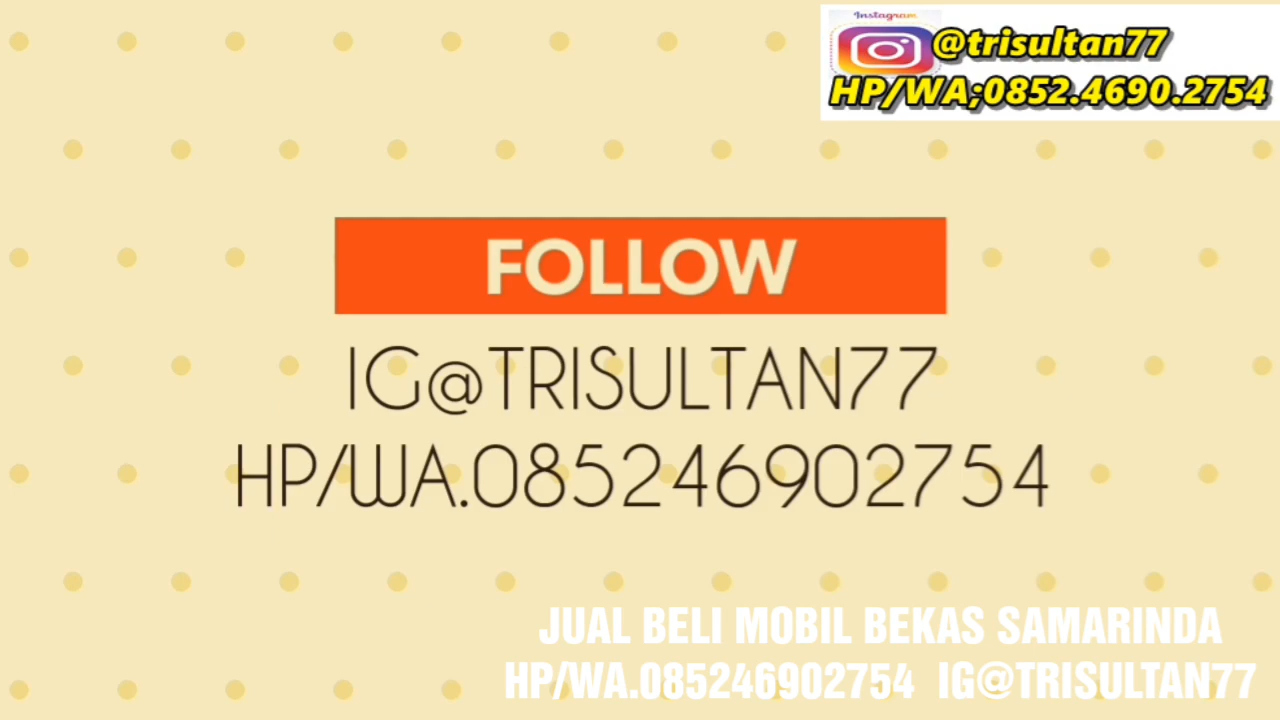 Instagram
@trisultan77
HP/WA;0852.4690.2754
FOLLOW
IG@TRISULTAN77
HP/WA.085246902754
JUAL BELI MOBIL BEKAS SAMARINDA
HP/WA.085246902754 IG@TRISULTAN77